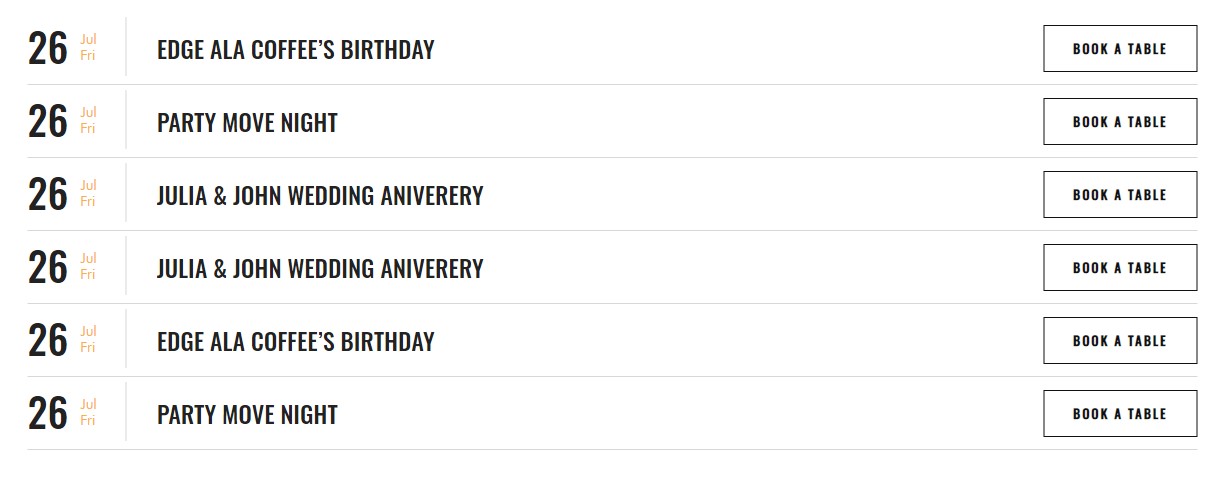 26 Jul
Fri
EDGE ALA COFFEE’S BIRTHDAY
BOOK A TABLE
26 Jul
Fri
PARTY MOVE NIGHT
BOOK A TABLE
26 Jul
Fri
JULIA & JOHN WEDDING ANIVERERY
BOOK A TABLE
26 Jul
Fri
JULIA & JOHN WEDDING ANIVERERY
BOOK A TABLE
26 Jul
Fri
EDGE ALA COFFEE’S BIRTHDAY
BOOK A TABLE
26 Jul
Fri
PARTY MOVE NIGHT
BOOK A TABLE